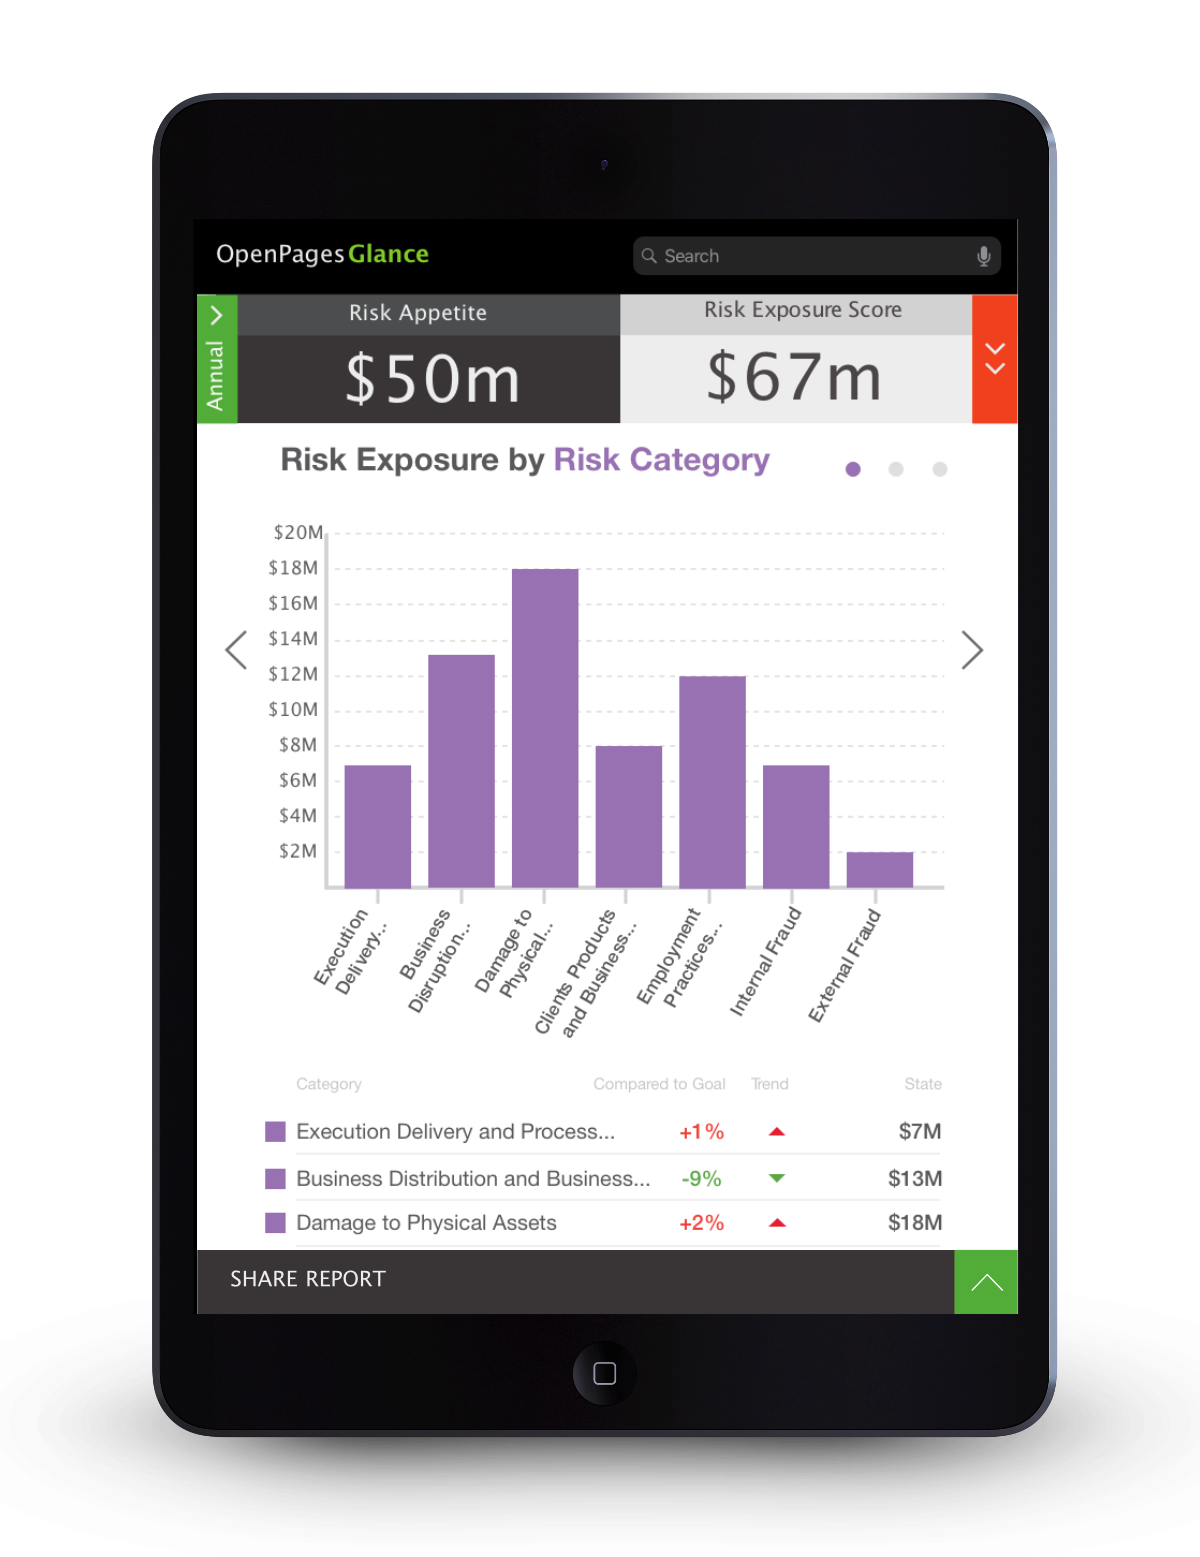 OpenPages Glance
Search
Annual
Risk Appetite
$50m
Risk Exposure Score
$67m
Risk Exposure by Risk Category
$20M
$18M
$16M
$14M
$12M
$10M
$8M
$6M
$4M
$2M
Execution
Delivery...
Business
Disruption...
Damage to
Physical...
Clients Products
and Business...
Employment
Practices...
Internal Fraud
External Fraud
Category Compared to Goal Trend State
Execution Delivery and Process... +1% $7M
Business Distribution and Business... -9% $13M
Damage to Physical Assets +2% $18M
SHARE REPORT